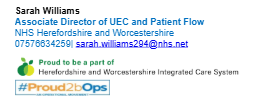 Sarah Williams
Associate Director of UEC and Patient Flow
NHS Herefordshire and Worcestershire
07576634259| sarah.williams294@nhs.net
Proud to be a part of
Herefordshire and Worcestershire Integrated Care System
#Proud2bOps